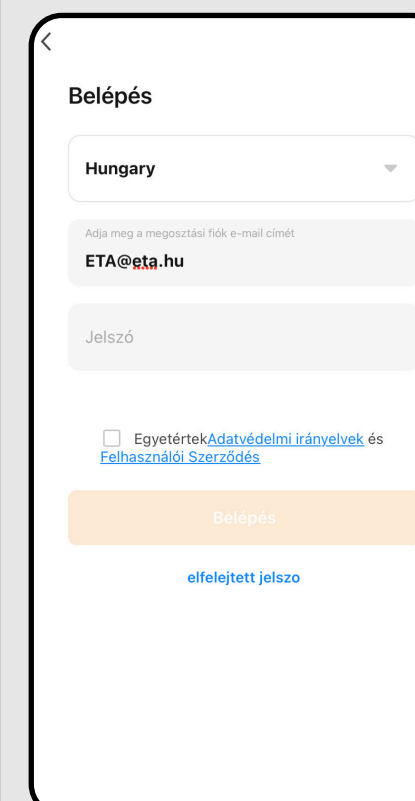 Belépés
Hungary
Adja meg a megosztási fiók e-mail címét
ETA@eta.hu
Jelszó
EgyetértekAdatvédelmi irányelvek és
Felhasználói Szerződés
Belépés
elfelejtett jelszo